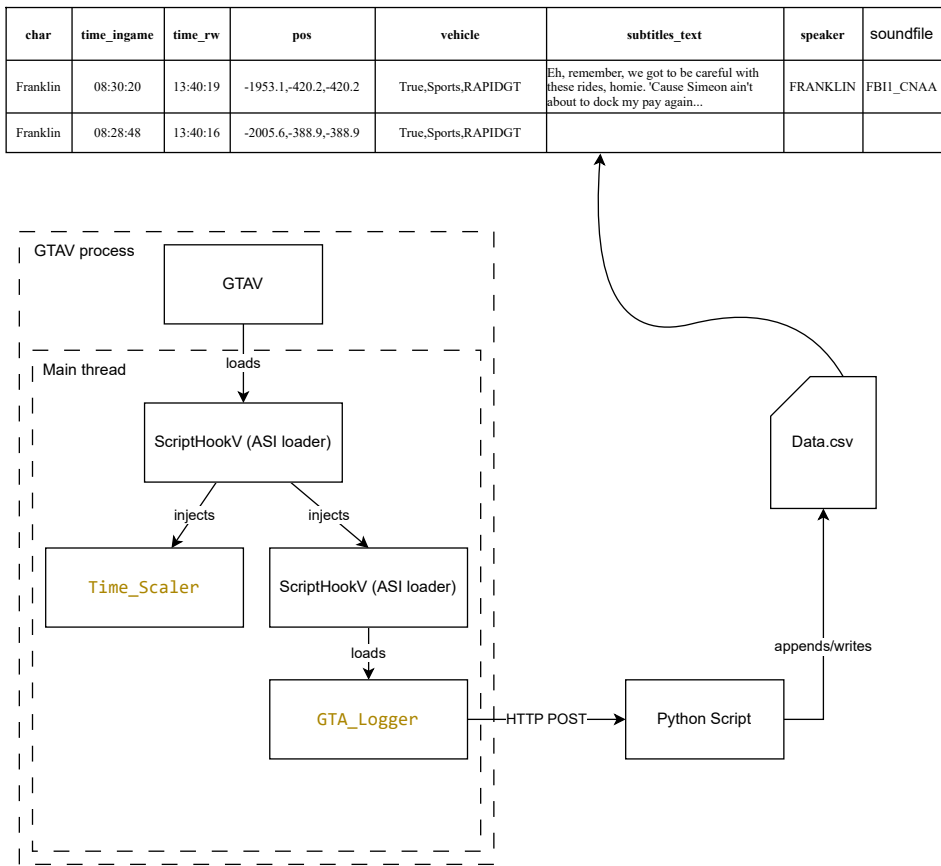 char time_ingame time_rw pos vehicle subtitles_text speaker soundfile
Franklin 08:30:20 13:40:19 -1953.1,-420.2,-420.2 True,Sports,RAPIDGT Eh, remember, we got to be careful with
these rides, homie. 'Cause Simeon ain't
about to dock my pay again... FRANKLIN FBI1_CNAA
Franklin 08:28:48 13:40:16 -2005.6,-388.9,-388.9 True,Sports,RAPIDGT
GTAV process
GTAV
loads
Main thread
ScriptHookV (ASI loader)
Data.csv
injects injects
Time_Scaler
ScriptHookV (ASI loader)
loads
appends/writes
GTA_Logger
HTTP POST
Python Script